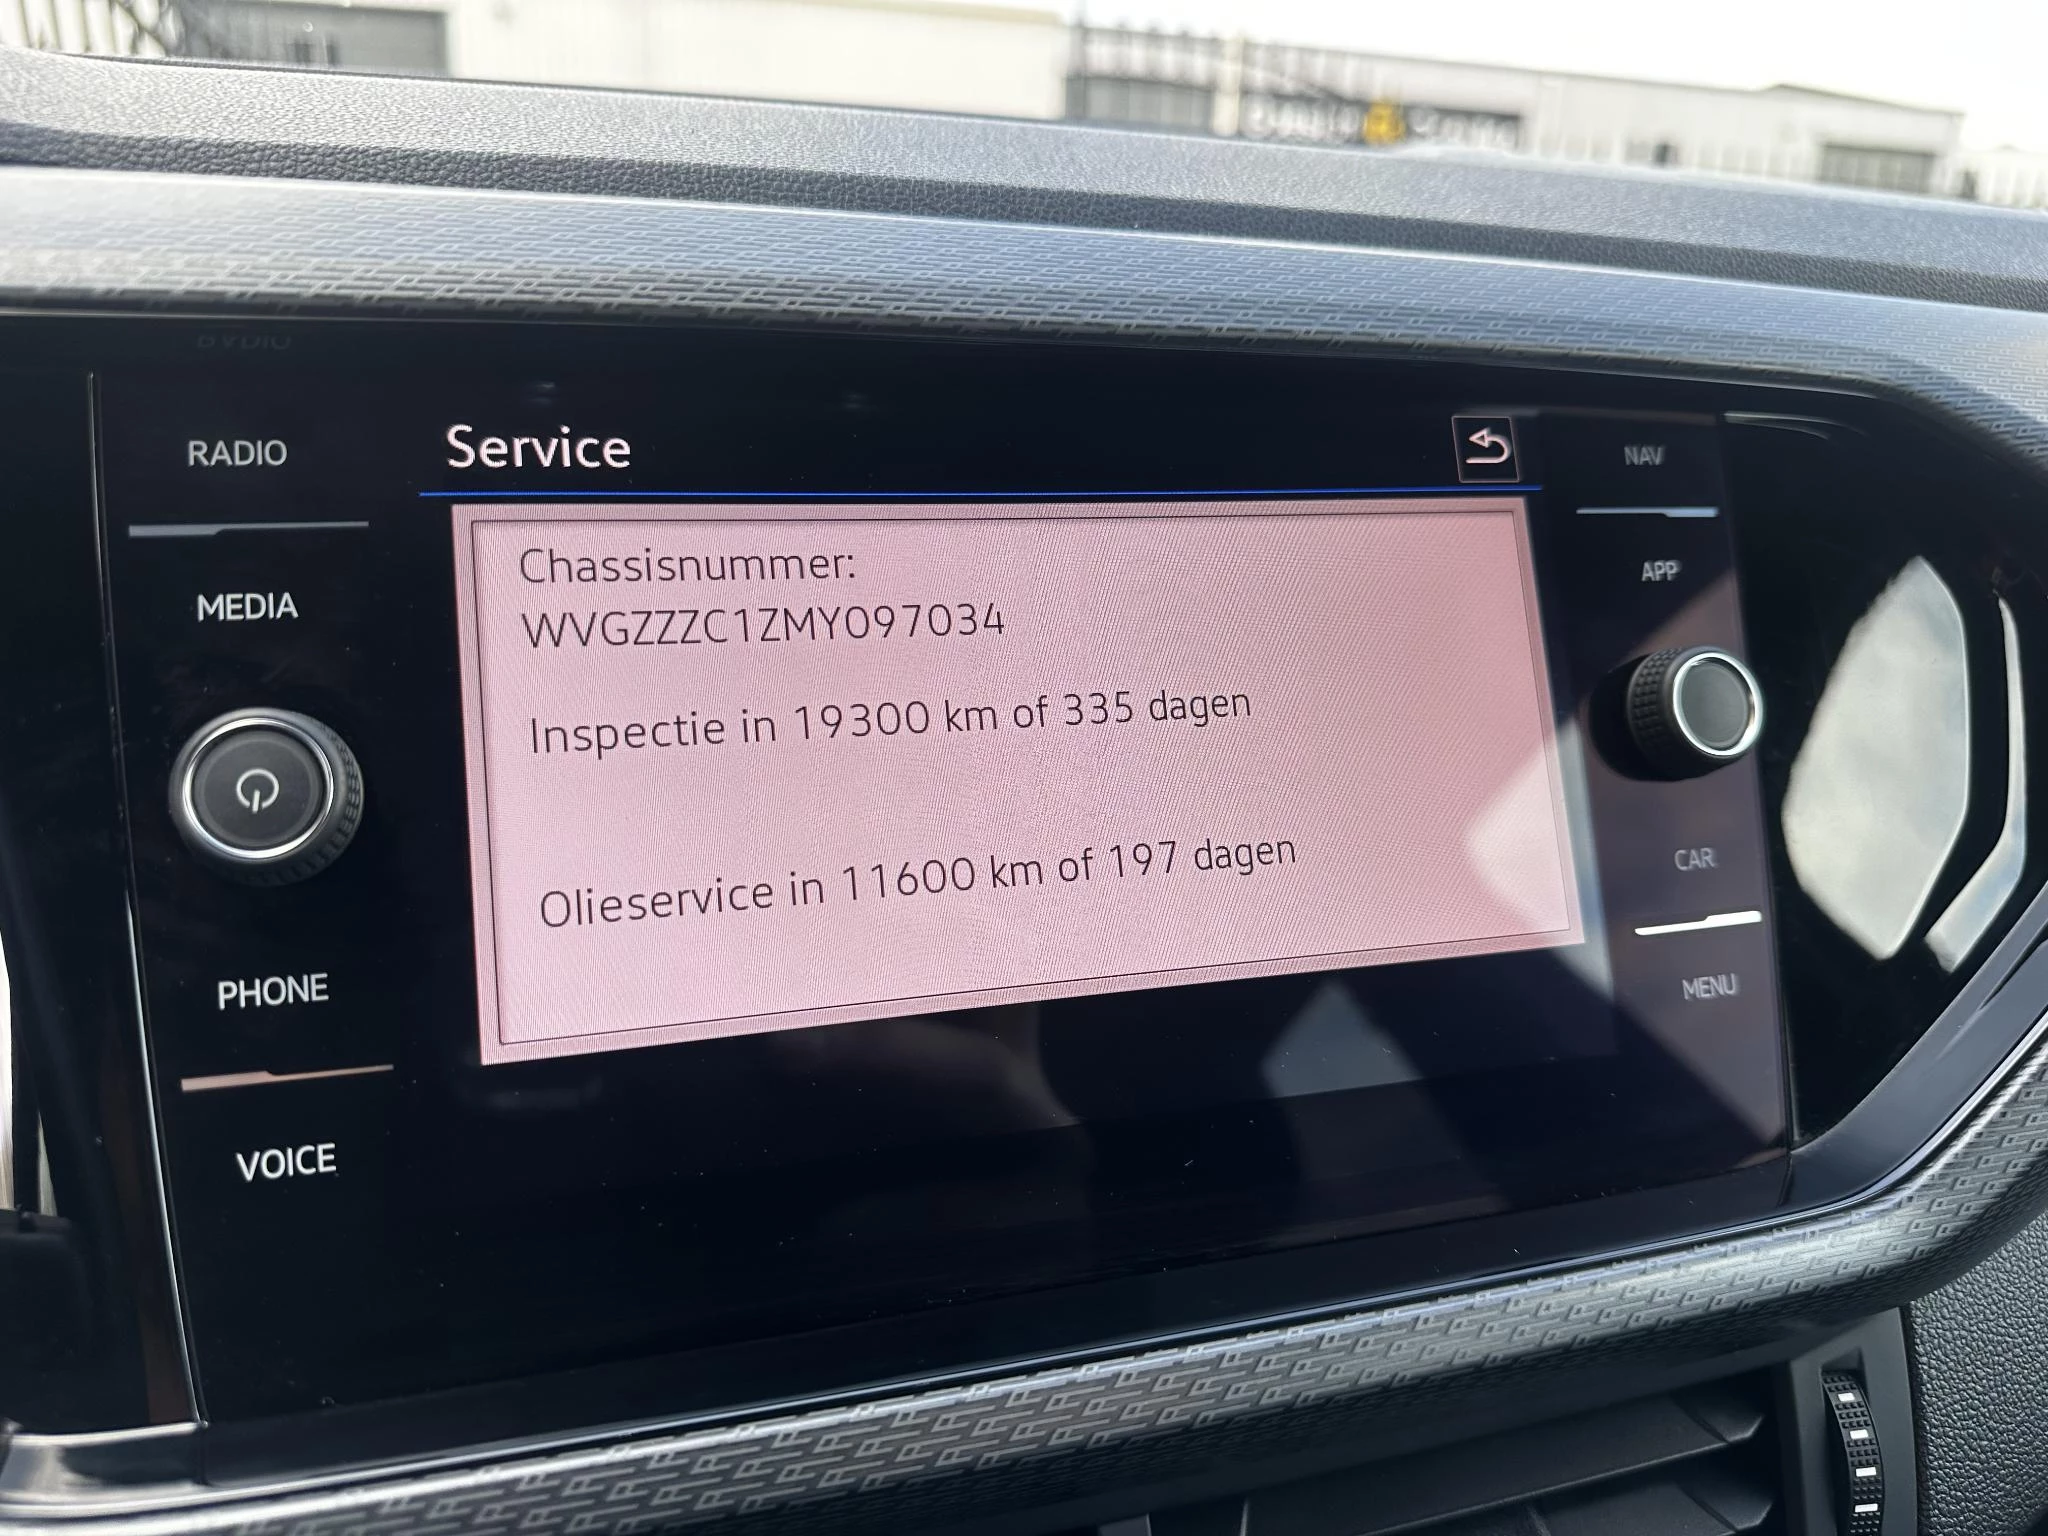 RADIO
MEDIA
PHONE
VOICE
Service
Chassisnummer:
WVGZZZC1ZMY097034
Inspectie in 19300 km of 335 dagen
Olieservice in 11600 km of 197 dagen
NAV
APP
CAR
MENU